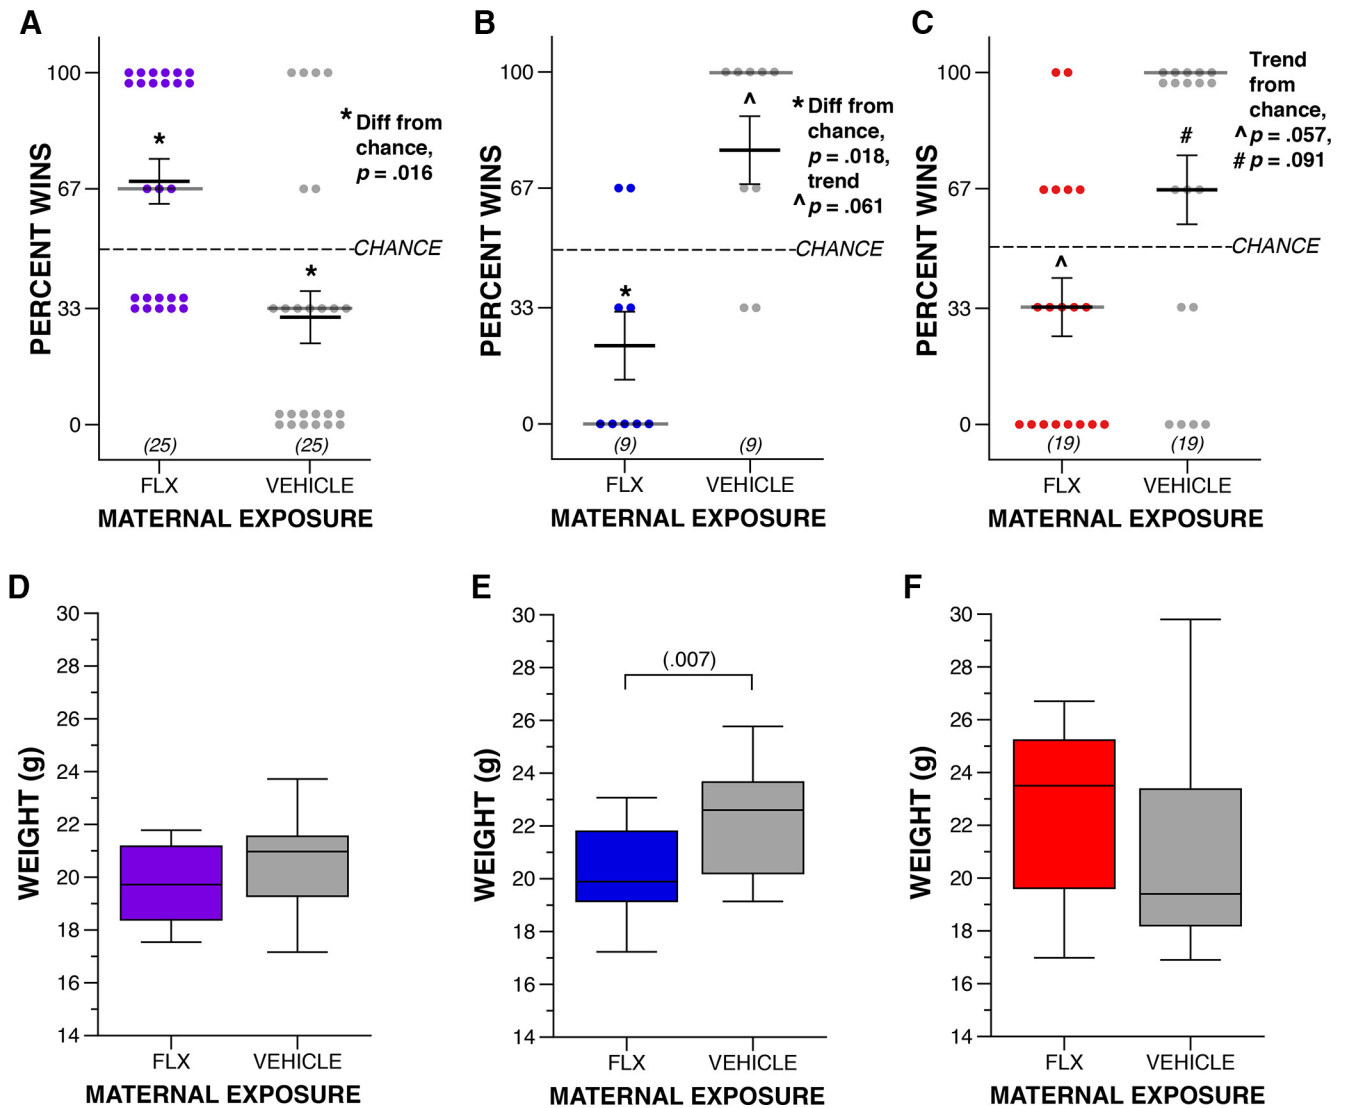 A
PERCENT WINS
100
67
33
0
*
*
* Diff from
chance,
p = .016
CHANCE
(25)
(25)
FLX
VEHICLE
MATERNAL EXPOSURE
B
PERCENT WINS
100
67
33
0
*
^
* Diff from
chance,
p = .018,
trend
^ p = .061
CHANCE
(9)
(9)
FLX
VEHICLE
MATERNAL EXPOSURE
C
PERCENT WINS
100
67
33
0
^
#
Trend
from
chance,
^ p = .057,
# p = .091
CHANCE
(19)
(19)
FLX
VEHICLE
MATERNAL EXPOSURE
D
WEIGHT (g)
30
28
26
24
22
20
18
16
14
FLX
VEHICLE
MATERNAL EXPOSURE
E
WEIGHT (g)
30
28
26
24
22
20
18
16
14
(.007)
FLX
VEHICLE
MATERNAL EXPOSURE
F
WEIGHT (g)
30
28
26
24
22
20
18
16
14
FLX
VEHICLE
MATERNAL EXPOSURE